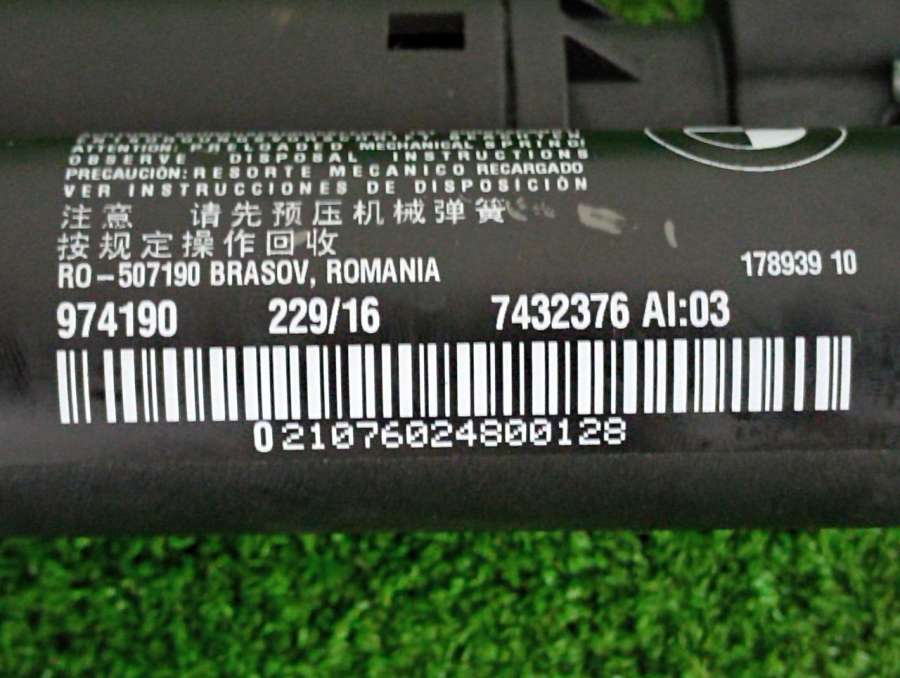 ATTENTION: PRELOADED MECHANICAL SPRING!
OBSERVE DISPOSAL INSTRUCTIONS
PRECAUCIÓN: RESORTE MECANICO RECARGADO
VER INSTRUCCIONES DE DISPOSICIÓN
注意 请先预压机械弹簧
按规定操作回收
RO-507190 BRASOV, ROMANIA
178939 10
974190 229/16 7432376 AI:03
021076024800128